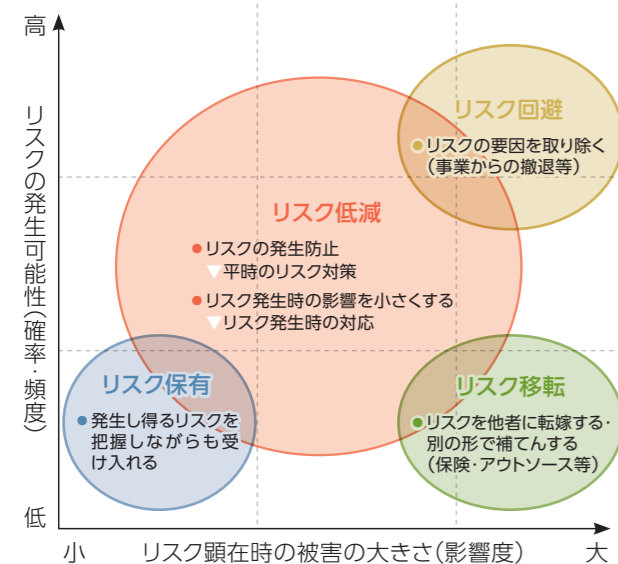 高
リスクの発生可能性(確率・頻度)
低
リスク回避
●リスクの要因を取り除く
(事業からの撤退等)
リスク低減
●リスクの発生防止
▼平時のリスク対策
●リスク発生時の影響を小さくする
▼リスク発生時の対応
リスク保有
●発生し得るリスクを
把握しながらも受
け入れる
リスク移転
●リスクを他者に転嫁する・
別の形で補てんする
(保険・アウトソース等)
小
リスク顕在時の被害の大きさ(影響度)
大